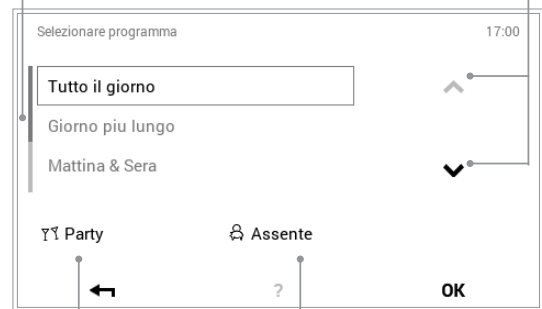 Selezionare programma 17:00
Tutto il giorno
Giorno piu lungo
Mattina & Sera
Party Assente
? OK